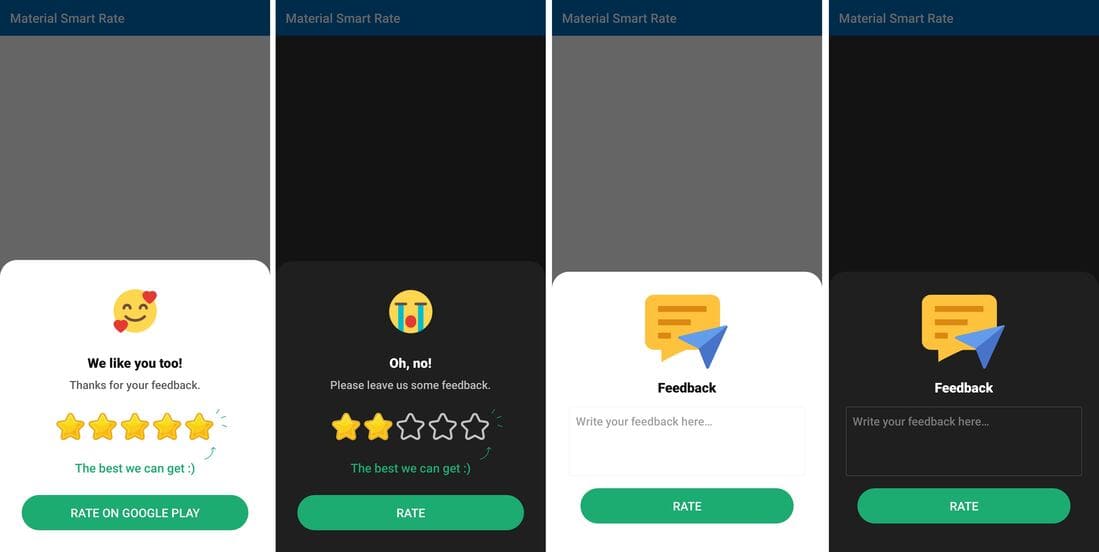 Material Smart Rate
We like you too!
Thanks for your feedback.
The best we can get :)
RATE ON GOOGLE PLAY
Material Smart Rate
Oh, no!
Please leave us some feedback.
The best we can get :)
RATE
Material Smart Rate
Feedback
Write your feedback here...
RATE
Material Smart Rate
Feedback
Write your feedback here...
RATE